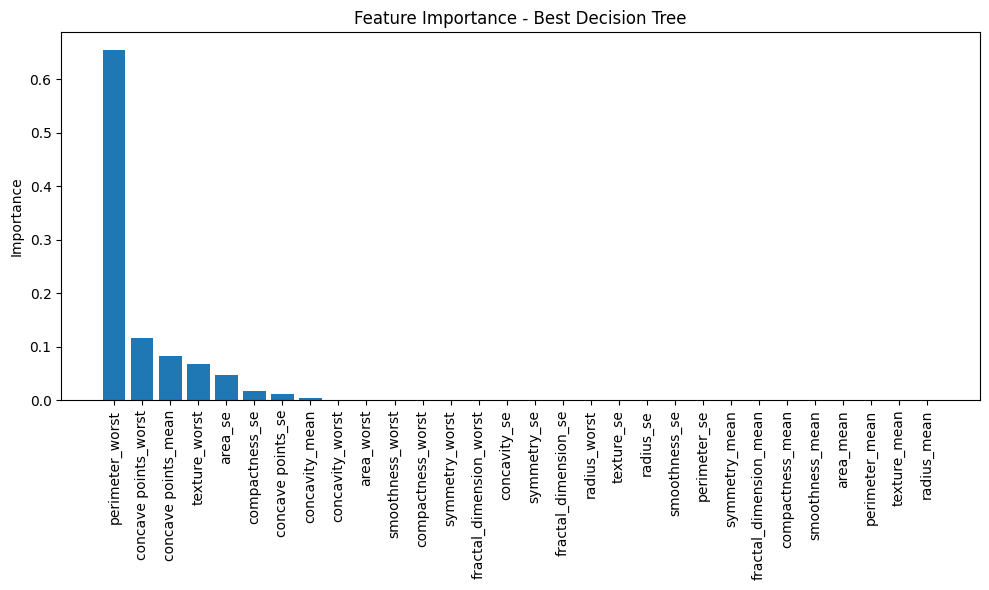 Feature Importance - Best Decision Tree
Importance
0.6
0.5
0.4
0.3
0.2
0.1
0.0
perimeter_worst
concave points_worst
concave points_mean
texture_worst
area_se
compactness_se
concave points_se
concavity_mean
concavity_worst
area_worst
smoothness_worst
compactness_worst
symmetry_worst
fractal_dimension_worst
concavity_se
symmetry_se
fractal_dimension_se
radius_worst
texture_se
radius_se
smoothness_se
perimeter_se
symmetry_mean
fractal_dimension_mean
compactness_mean
smoothness_mean
area_mean
perimeter_mean
texture_mean
radius_mean